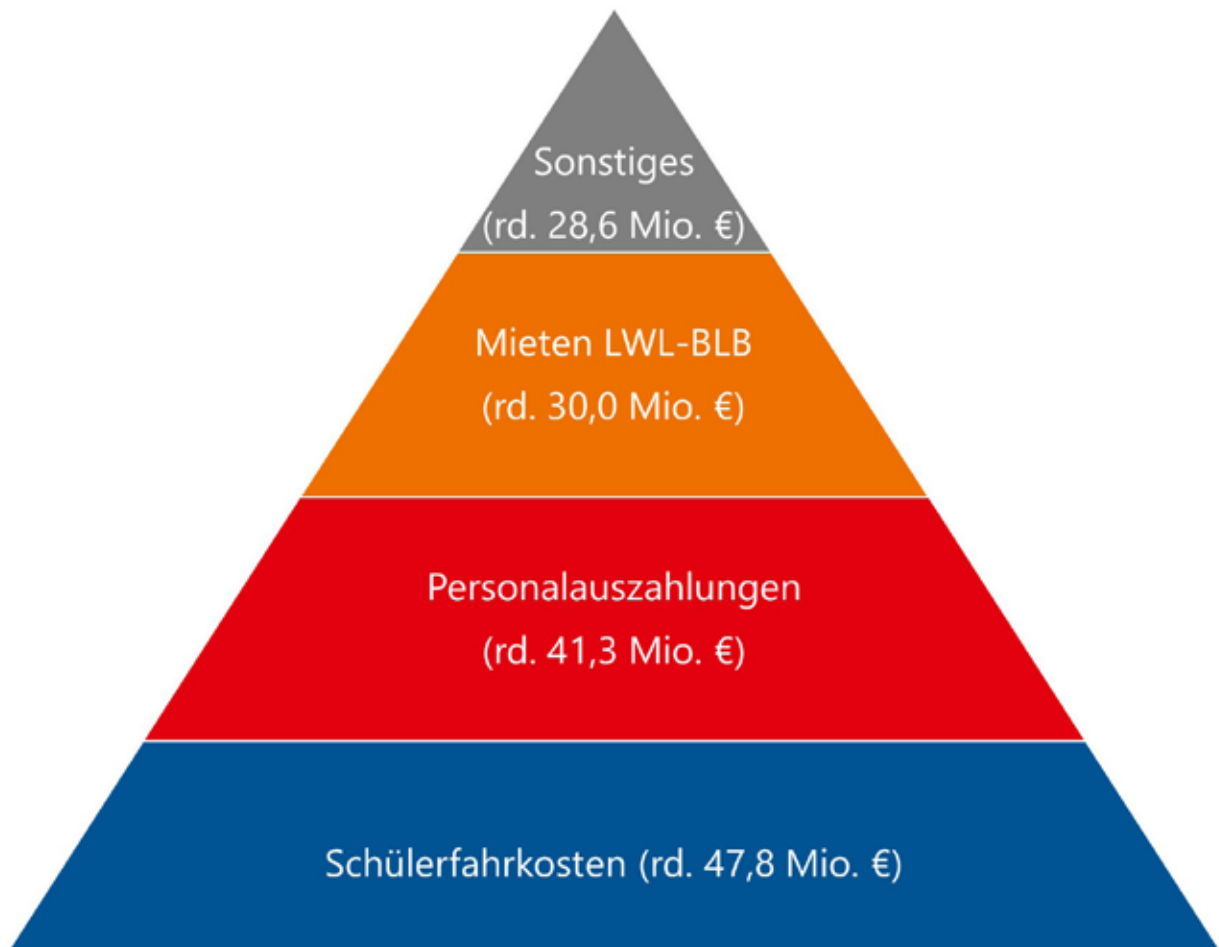 Sonstiges
(rd. 28,6 Mio. €)
Mieten LWL-BLB
(rd. 30,0 Mio. €)
Personalauszahlungen
(rd. 41,3 Mio. €)
Schülerfahrkosten (rd. 47,8 Mio. €)